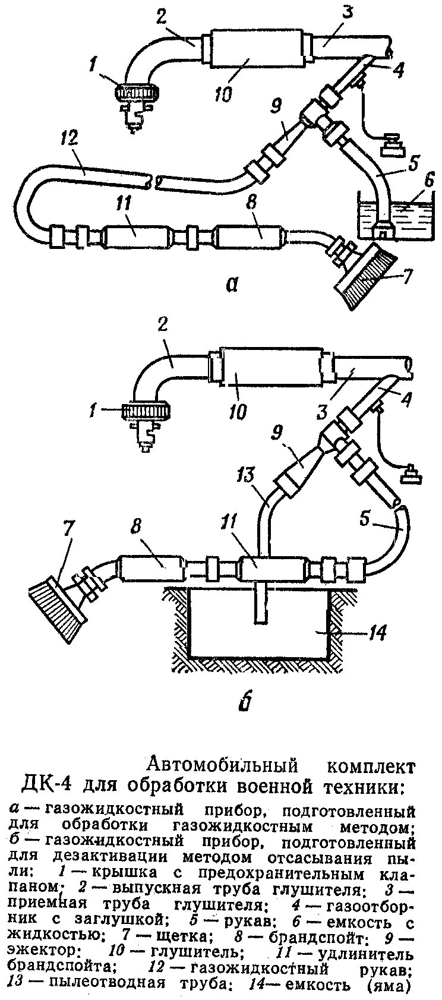 2
3
1
10
4
9
12
5
6
11
8
7
а
2
1
10
3
4
9
13
5
11
8
7
14
б
Автомобильный комплект
ДК-4 для обработки военной техники:
а — газожидкостный прибор, подготовленный
для обработки газожидкостным методом;
б — газожидкостный прибор, подготовленный
для дезактивации методом отсасывания пы-
ли: 1 — крышка с предохранительным кла-
паном; 2 — выпускная труба глушителя; 3 —
приемная труба глушителя; 4 — газоотбор-
ник с заглушкой; 5 — рукав; 6 — емкость с
жидкостью; 7 — щетка; 8 — брандспойт; 9 —
эжектор; 10 — глушитель; 11 — удлинитель
брандспойта; 12 — газожидкостный рукав;
13 — пылеотводная труба; 14 — емкость (яма)